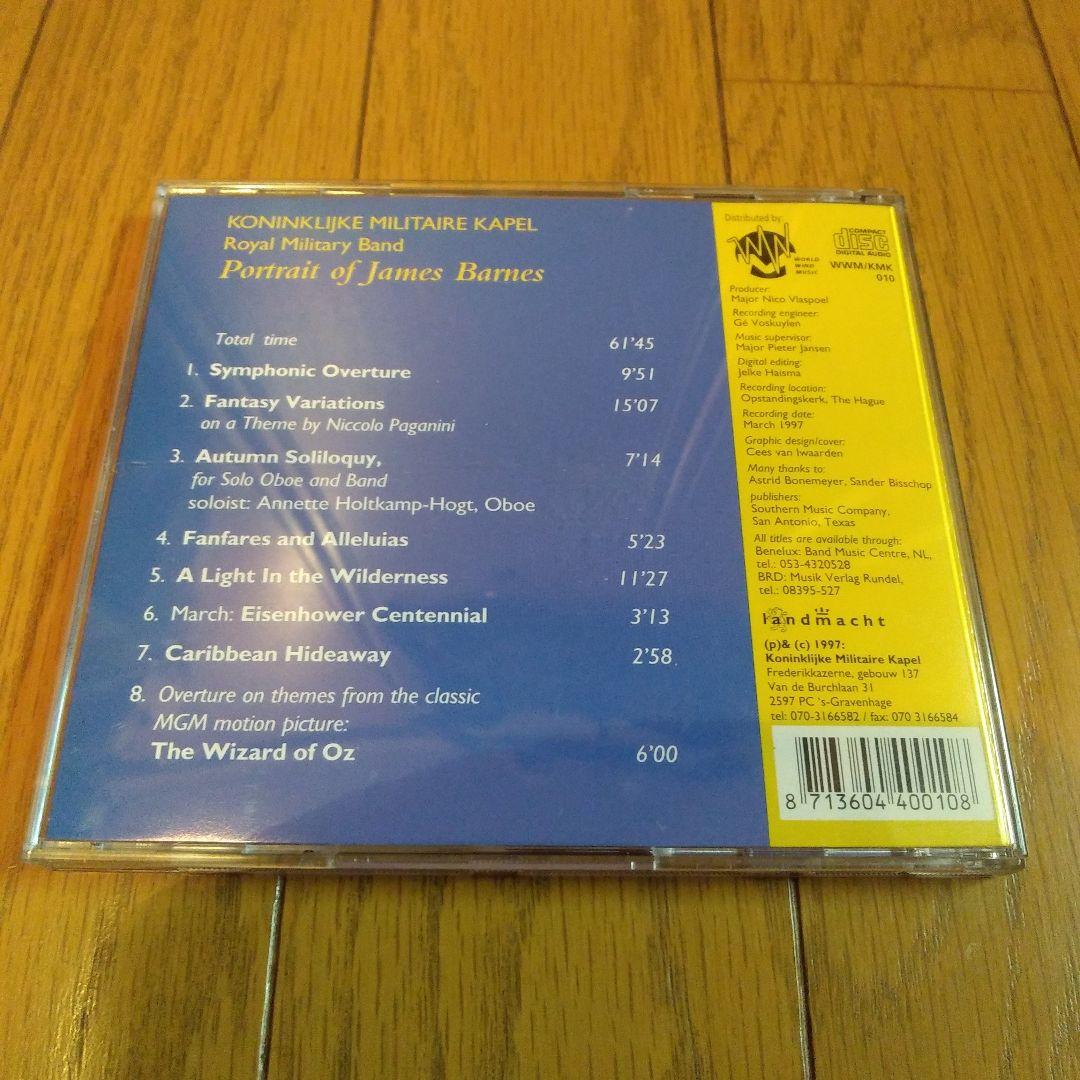 KONINKLIJKE MILITAIRE KAPEL
Royal Military Band
Portrait of James Barnes
Total time 61'45
1. Symphonic Overture 9'51
2. Fantasy Variations 15'07
on a Theme by Niccolo Paganini
3. Autumn Soliloquy, 7'14
for Solo Oboe and Band
soloist: Annette Holtkamp-Hogt, Oboe
4. Fanfares and Alleluias 5'23
5. A Light In the Wilderness 11'27
6. March: Eisenhower Centennial 3'13
7. Caribbean Hideaway 2'58
8. Overture on themes from the classic
MGM motion picture:
The Wizard of Oz 6'00
Distributed by:
WORLD
WIND
MUSIC
COMPACT
disc
DIGITAL AUDIO
WWM/KMK
010
Producer:
Major Nico Vlaspoel
Recording engineer:
Gé Voskuylen
Music supervisor:
Major Pieter Jansen
Digital editing:
Jelke Haisma
Recording location:
Opstandingskerk, The Hague
Recording date:
March 1997
Graphic design/cover:
Cees van Iwaarden
Many thanks to:
Astrid Bonemeyer, Sander Bisschop
publishers:
Southern Music Company,
San Antonio, Texas
All titles are available through:
Benelux: Band Music Centre, NL,
tel.: 053-4320528
BRD: Musik Verlag Rundel,
tel.: 08395-527
landmacht
(p)& (c) 1997:
Koninklijke Militaire Kapel
Frederikkazerne, gebouw 137
Van de Burchlaan 31
2597 PC 's-Gravenhage
tel: 070-3166582 / fax: 070 3166584
8 713604 400108